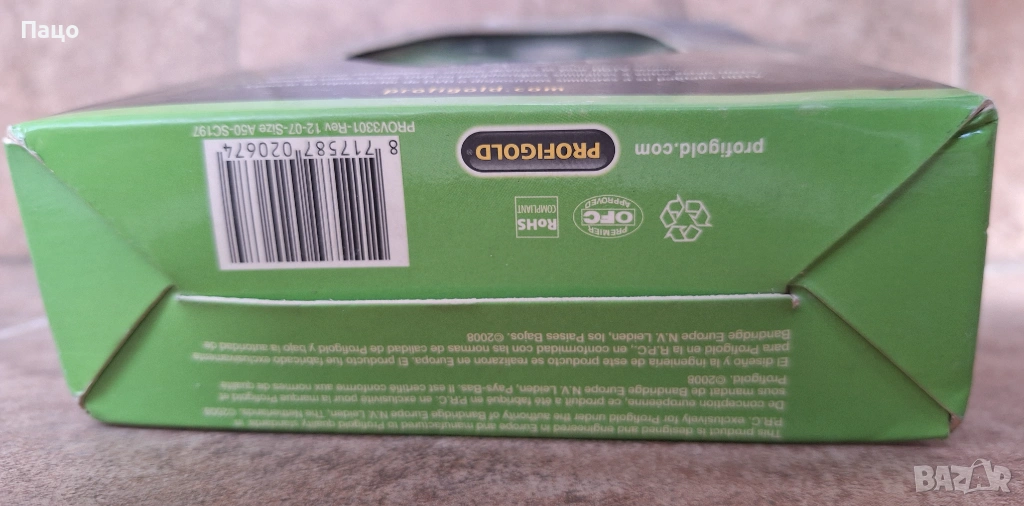 Пацо
profigold.com
PROV3301-Rev 12-07-Size A50-SC197
8 717587 020674
PROFIGOLD
profigold.com
RoHS
COMPLIANT
PREMIER
OFC
APPROVED
This product is designed and engineered in Europe and manufactured to Profigold quality standards
P.R.C. exclusively for Profigold under the authority of Bandridge Europe N.V. Leiden, The Netherlands. ©2008
De conception européenne, ce produit a été fabriqué en P.R.C. en exclusivité pour la marque Profigold et
sous mandat de Bandridge Europe N.V. Leiden, Pays-Bas. Il est certifié conforme aux normes de qualité
Profigold. ©2008
El diseño y la ingeniería de este producto se realizaron en Europa. El producto fue fabricado exclusivamente
para Profigold en la R.P.C., en conformidad con las normas de calidad de Profigold y bajo la autoridad de
Bandridge Europe N.V. Leiden, los Países Bajos. ©2008
BAZAR